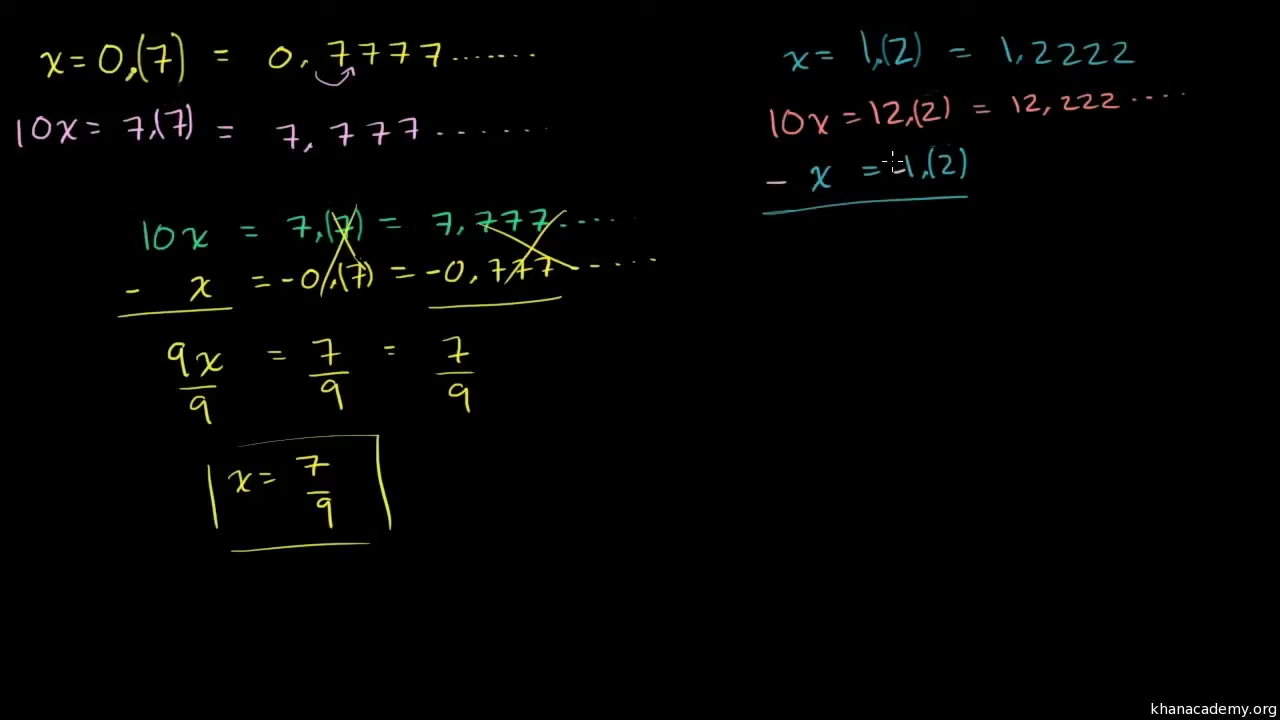 x = 0,(7) = 0,7777.......
10x = 7,(7) = 7,777.......
10x = 7,(7) = 7,777.....
- x = -0,(7) = -0,777-.....
9x/9 = 7/9 = 7/9
x = 7/9
x = 1,(2) = 1,2222
10x = 12,(2) = 12,222....
- x = -1,(2)
khanacademy.org